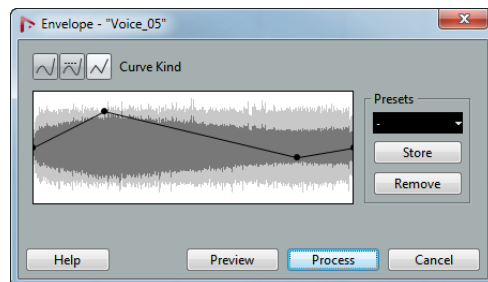 Envelope - "Voice_05"
Curve Kind
Presets
-
Store
Remove
Help
Preview
Process
Cancel